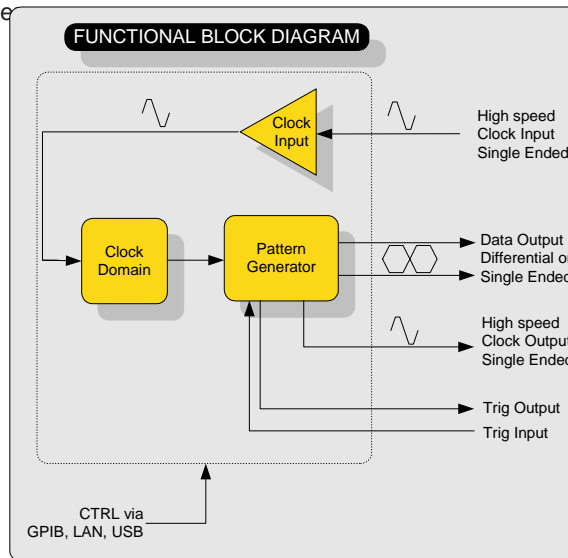 e
FUNCTIONAL BLOCK DIAGRAM
Clock
Input
High speed
Clock Input
Single Ended
Clock
Domain
Pattern
Generator
Data Output
Differential or
Single Ended
High speed
Clock Output
Single Ended
Trig Output
Trig Input
CTRL via
GPIB, LAN, USB